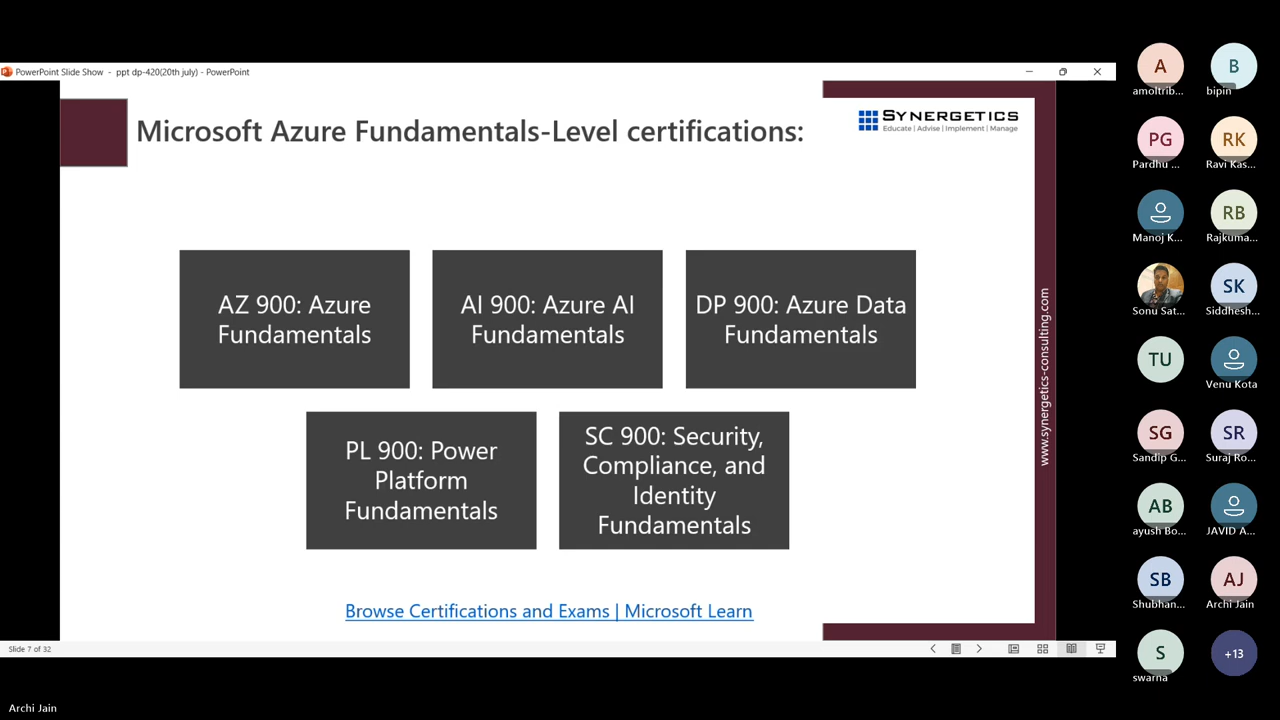 PowerPoint Slide Show - ppt dp-420(20th july) - PowerPoint
Microsoft Azure Fundamentals-Level certifications:
SYNERGETICS
Educate | Advise | Implement | Manage
AZ 900: Azure
Fundamentals
AI 900: Azure AI
Fundamentals
DP 900: Azure Data
Fundamentals
PL 900: Power
Platform
Fundamentals
SC 900: Security,
Compliance, and
Identity
Fundamentals
Browse Certifications and Exams | Microsoft Learn
www.synergetics-consulting.com
Slide 7 of 32
Archi Jain
A
amoltrib...
B
bipin
PG
Pardhu ...
RK
Ravi Kas...
Manoj K...
RB
Rajkuma...
Sonu Sat...
SK
Siddhesh...
TU
Venu Kota
SG
Sandip G...
SR
Suraj Ro...
AB
ayush Bo...
JAVID A...
SB
Shubhan...
AJ
Archi Jain
S
swarna
+13